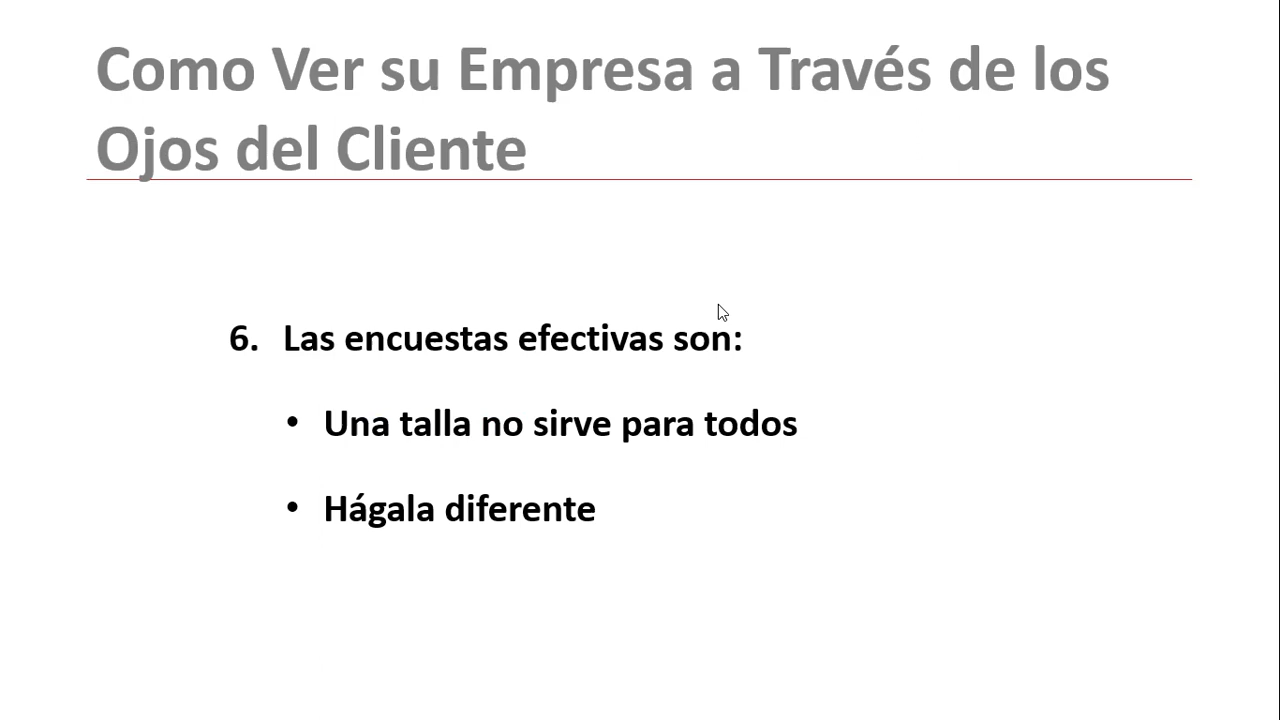 Como Ver su Empresa a Través de los
Ojos del Cliente
6. Las encuestas efectivas son:
• Una talla no sirve para todos
• Hágala diferente